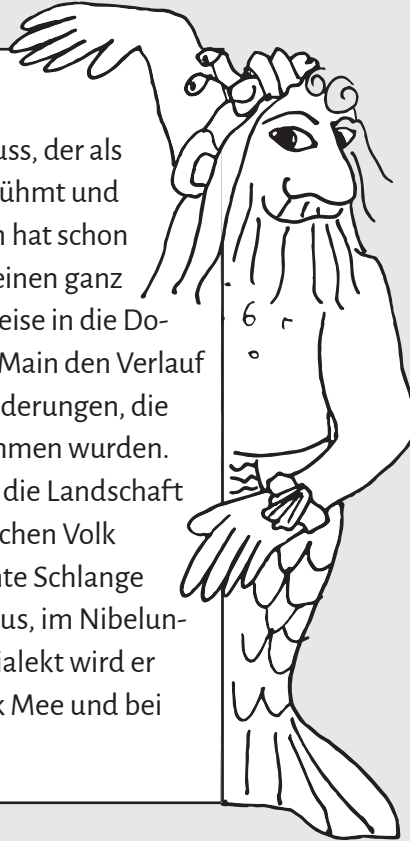 uss, der als
ühmt und
n hat schon
einen ganz
eise in die Do-
Main den Verlauf
derungen, die
mmen wurden.
die Landschaft
chen Volk
nte Schlange
us, im Nibelun-
ialekt wird er
k Mee und bei